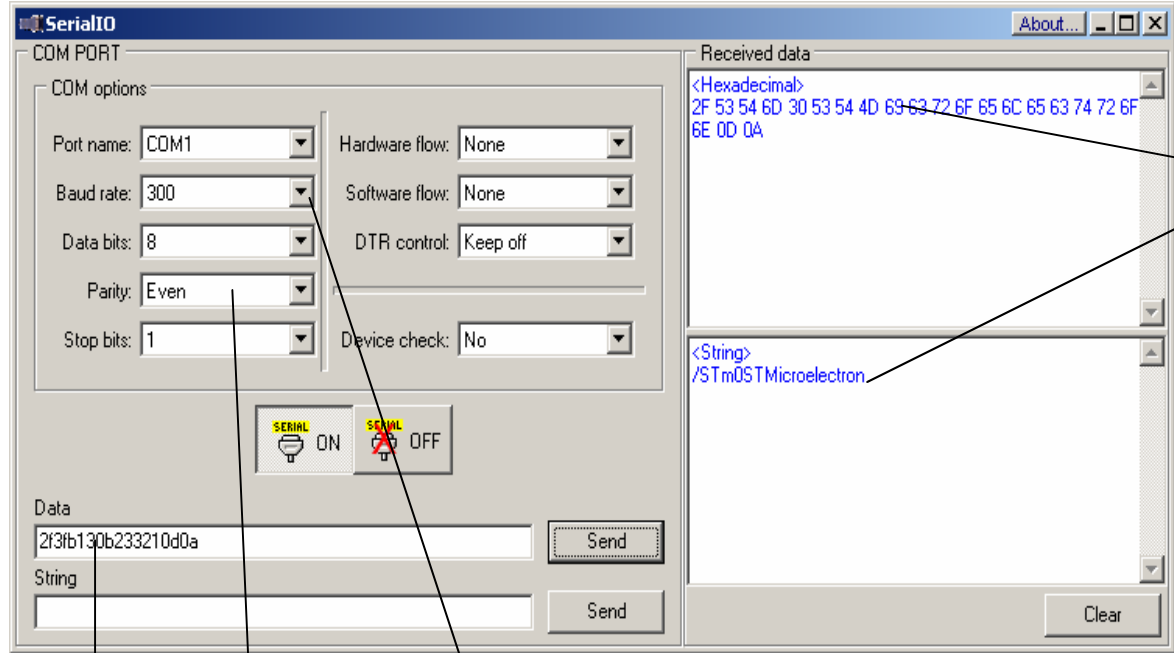 SerialIO
About...
COM PORT
COM options
Port name: COM1
Baud rate: 300
Data bits: 8
Parity: Even
Stop bits: 1
Hardware flow: None
Software flow: None
DTR control: Keep off
Device check: No
SERIAL ON
SERIAL OFF
Data
2f3fb130b233210d0a
Send
String
Send
Received data
<Hexadecimal>
2F 53 54 6D 30 53 54 4D 69 63 72 6F 65 6C 65 63 74 72 6F
6E 0D 0A
<String>
/STm0STMicroelectron
Clear